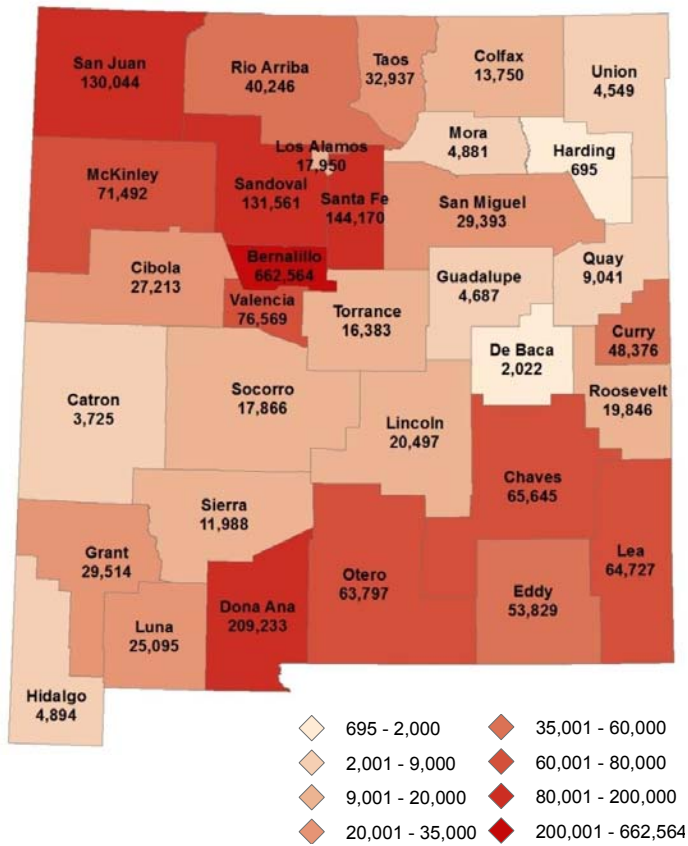 San Juan
130,044
Rio Arriba
40,246
Taos
32,937
Colfax
13,750
Union
4,549
Mora
4,881
Harding
695
Los Alamos
17,950
McKinley
71,492
Sandoval
131,561
Santa Fe
144,170
San Miguel
29,393
Bernalillo
662,564
Cibola
27,213
Quay
9,041
Guadalupe
4,687
Valencia
76,569
Torrance
16,383
Curry
48,376
De Baca
2,022
Catron
3,725
Socorro
17,866
Roosevelt
19,846
Lincoln
20,497
Chaves
65,645
Sierra
11,988
Grant
29,514
Lea
64,727
Otero
63,797
Eddy
53,829
Dona Ana
209,233
Luna
25,095
Hidalgo
4,894
695 - 2,000
2,001 - 9,000
9,001 - 20,000
20,001 - 35,000
35,001 - 60,000
60,001 - 80,000
80,001 - 200,000
200,001 - 662,564